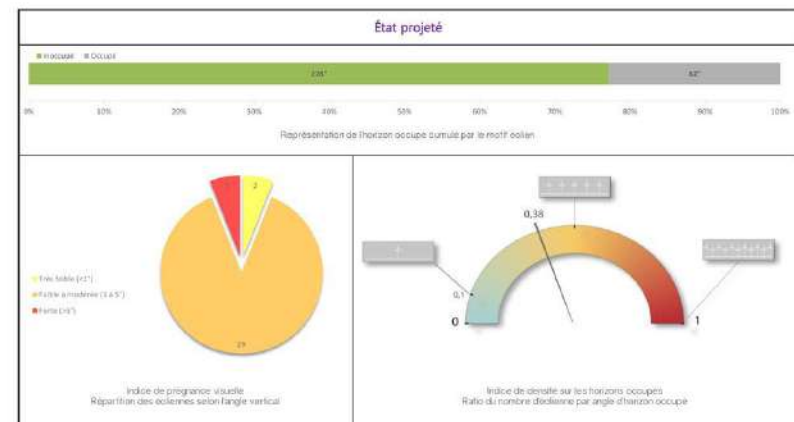 État projeté
Inoccupé Occupé
278° 82°
0% 10% 20% 30% 40% 50% 60% 70% 80% 90% 100%
Représentation de l'horizon occupé cumulé par le motif éolien
2
Très faible (<1°)
Faible à modérée (1 à 5°)
Forte (>5°)
29
Indice de prégnance visuelle
Répartition des éoliennes selon l'angle vertical
0,38
0,1
0
1
Indice de densité sur les horizons occupés
Ratio du nombre d'éolienne par angle d'horizon occupé